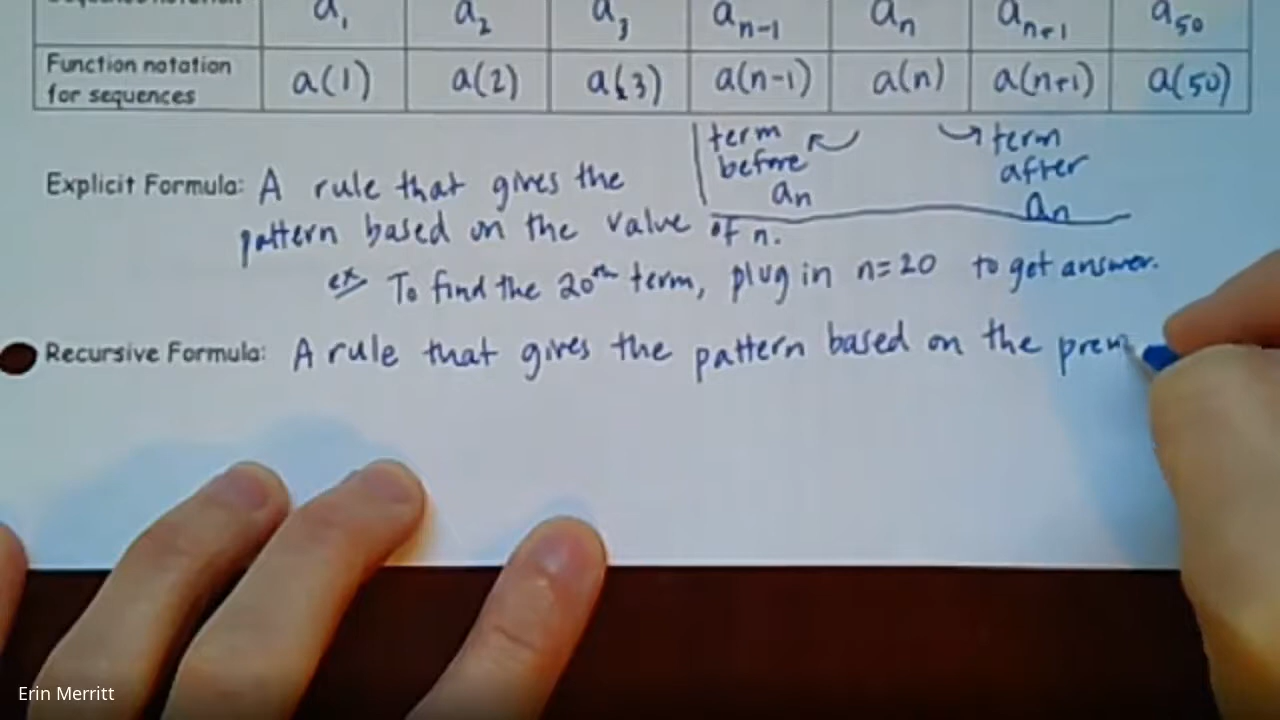 a₁ a₂ a₃ aₙ₋₁ aₙ aₙ₊₁ a₅₀
Function notation for sequences a(1) a(2) a(3) a(n-1) a(n) a(n+1) a(50)
term before aₙ
term after aₙ
Explicit Formula: A rule that gives the
pattern based on the value of n.
ex To find the 20th term, plug in n=20 to get answer.
Recursive Formula: A rule that gives the pattern based on the
Erin Merritt